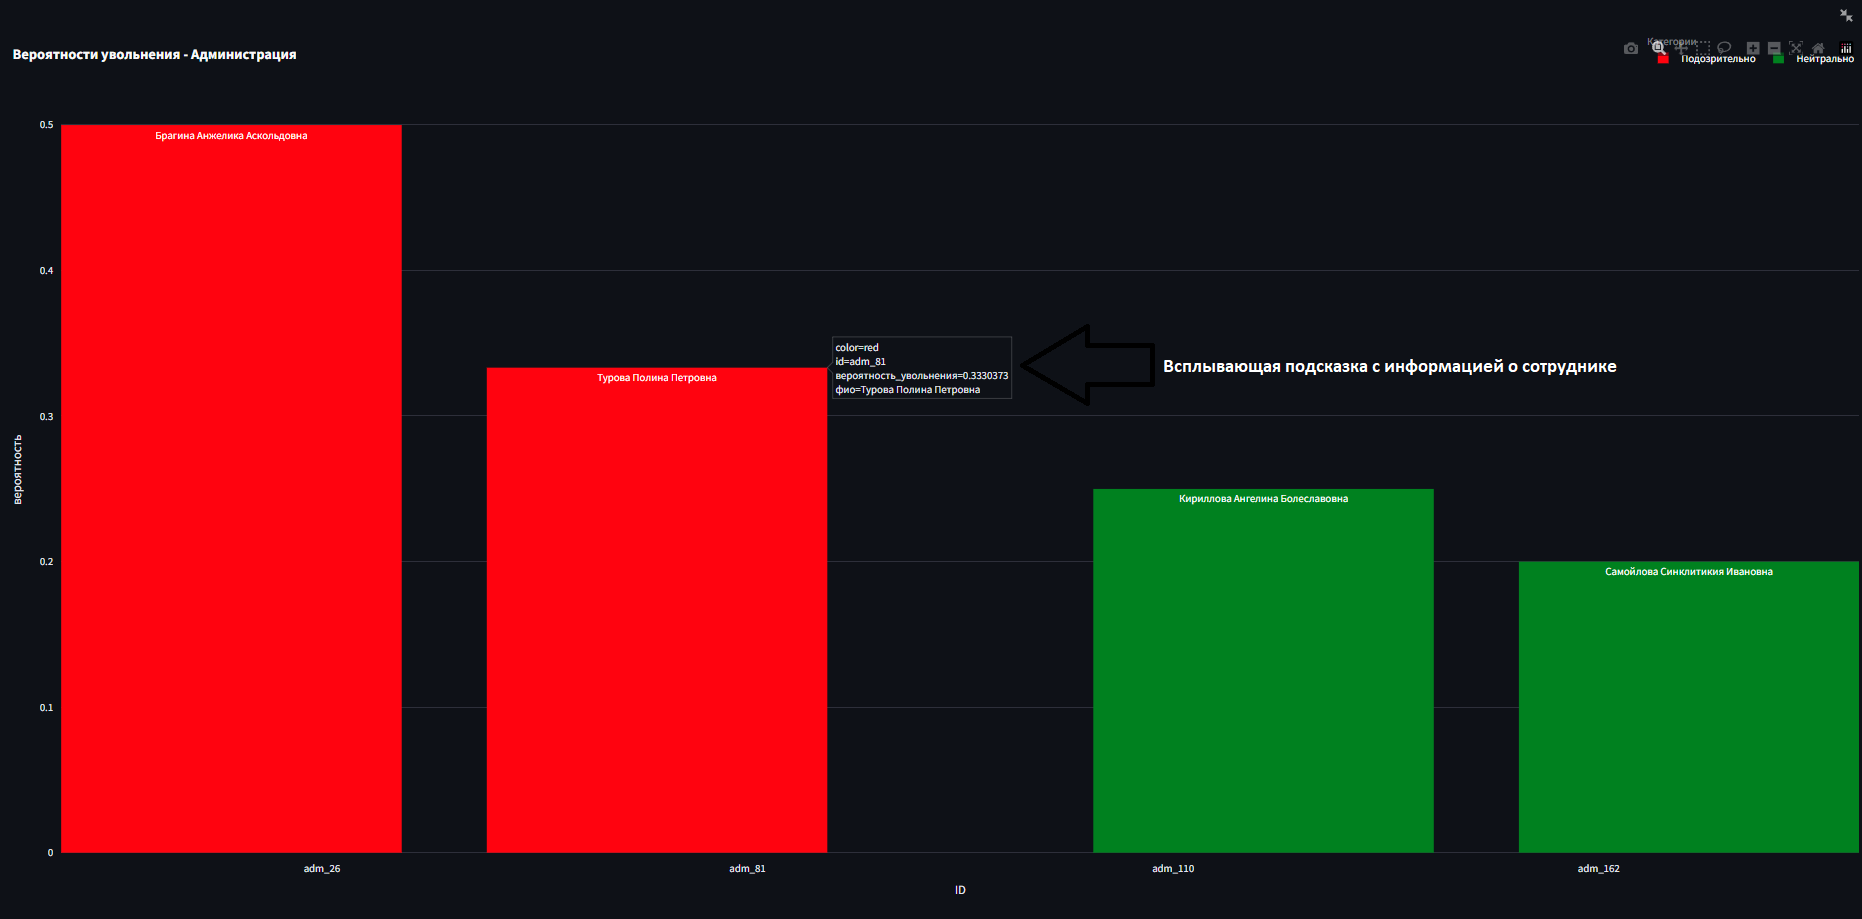 Вероятности увольнения - Администрация
Категории
Подозрительно
Нейтрально
0.5
Брагина Анжелика Аскольдовна
0.4
color=red
id=adm_81
вероятность_увольнения=0.3330373
фио=Турова Полина Петровна
Всплывающая подсказка с информацией о сотруднике
Турова Полина Петровна
0.3
вероятность
Кириллова Ангелина Болеславовна
0.2
Самойлова Синклитикия Ивановна
0.1
0
adm_26
adm_81
adm_110
adm_162
ID